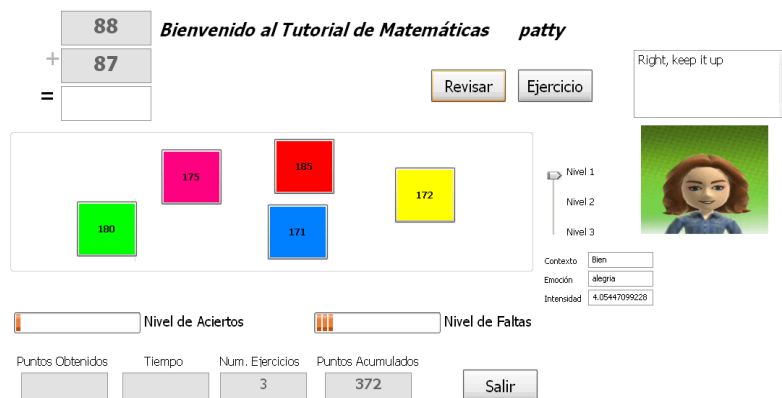 88
Bienvenido al Tutorial de Matemáticas patty
+
87
=
Revisar
Ejercicio
Right, keep it up
175
185
172
180
171
Nivel 1
Nivel 2
Nivel 3
Contexto Bien
Emoción alegria
Intensidad 4.05447099228
Nivel de Aciertos
Nivel de Faltas
Puntos Obtenidos Tiempo Num. Ejercicios Puntos Acumulados
3 372
Salir